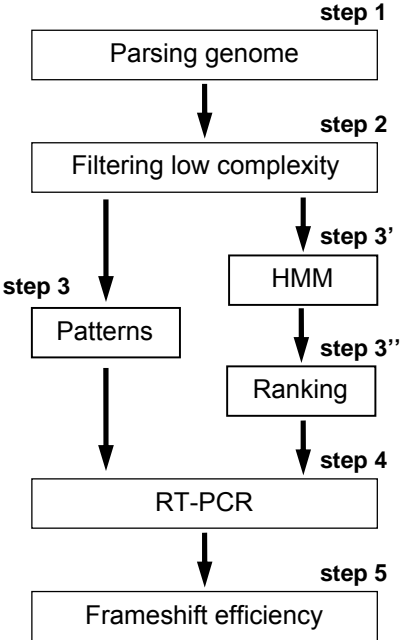 step 1
Parsing genome
step 2
Filtering low complexity
step 3'
HMM
step 3
Patterns
step 3''
Ranking
step 4
RT-PCR
step 5
Frameshift efficiency